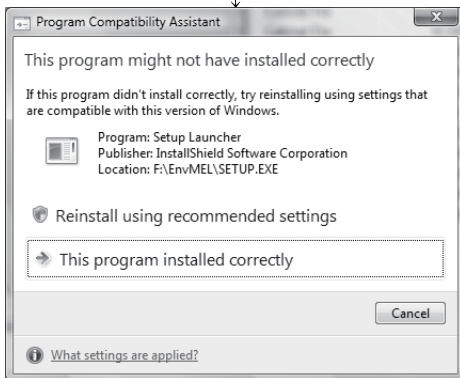 Program Compatibility Assistant
This program might not have installed correctly
If this program didn't install correctly, try reinstalling using settings that
are compatible with this version of Windows.
Program: Setup Launcher
Publisher: InstallShield Software Corporation
Location: F:\EnvMEL\SETUP.EXE
Reinstall using recommended settings
This program installed correctly
Cancel
What settings are applied?